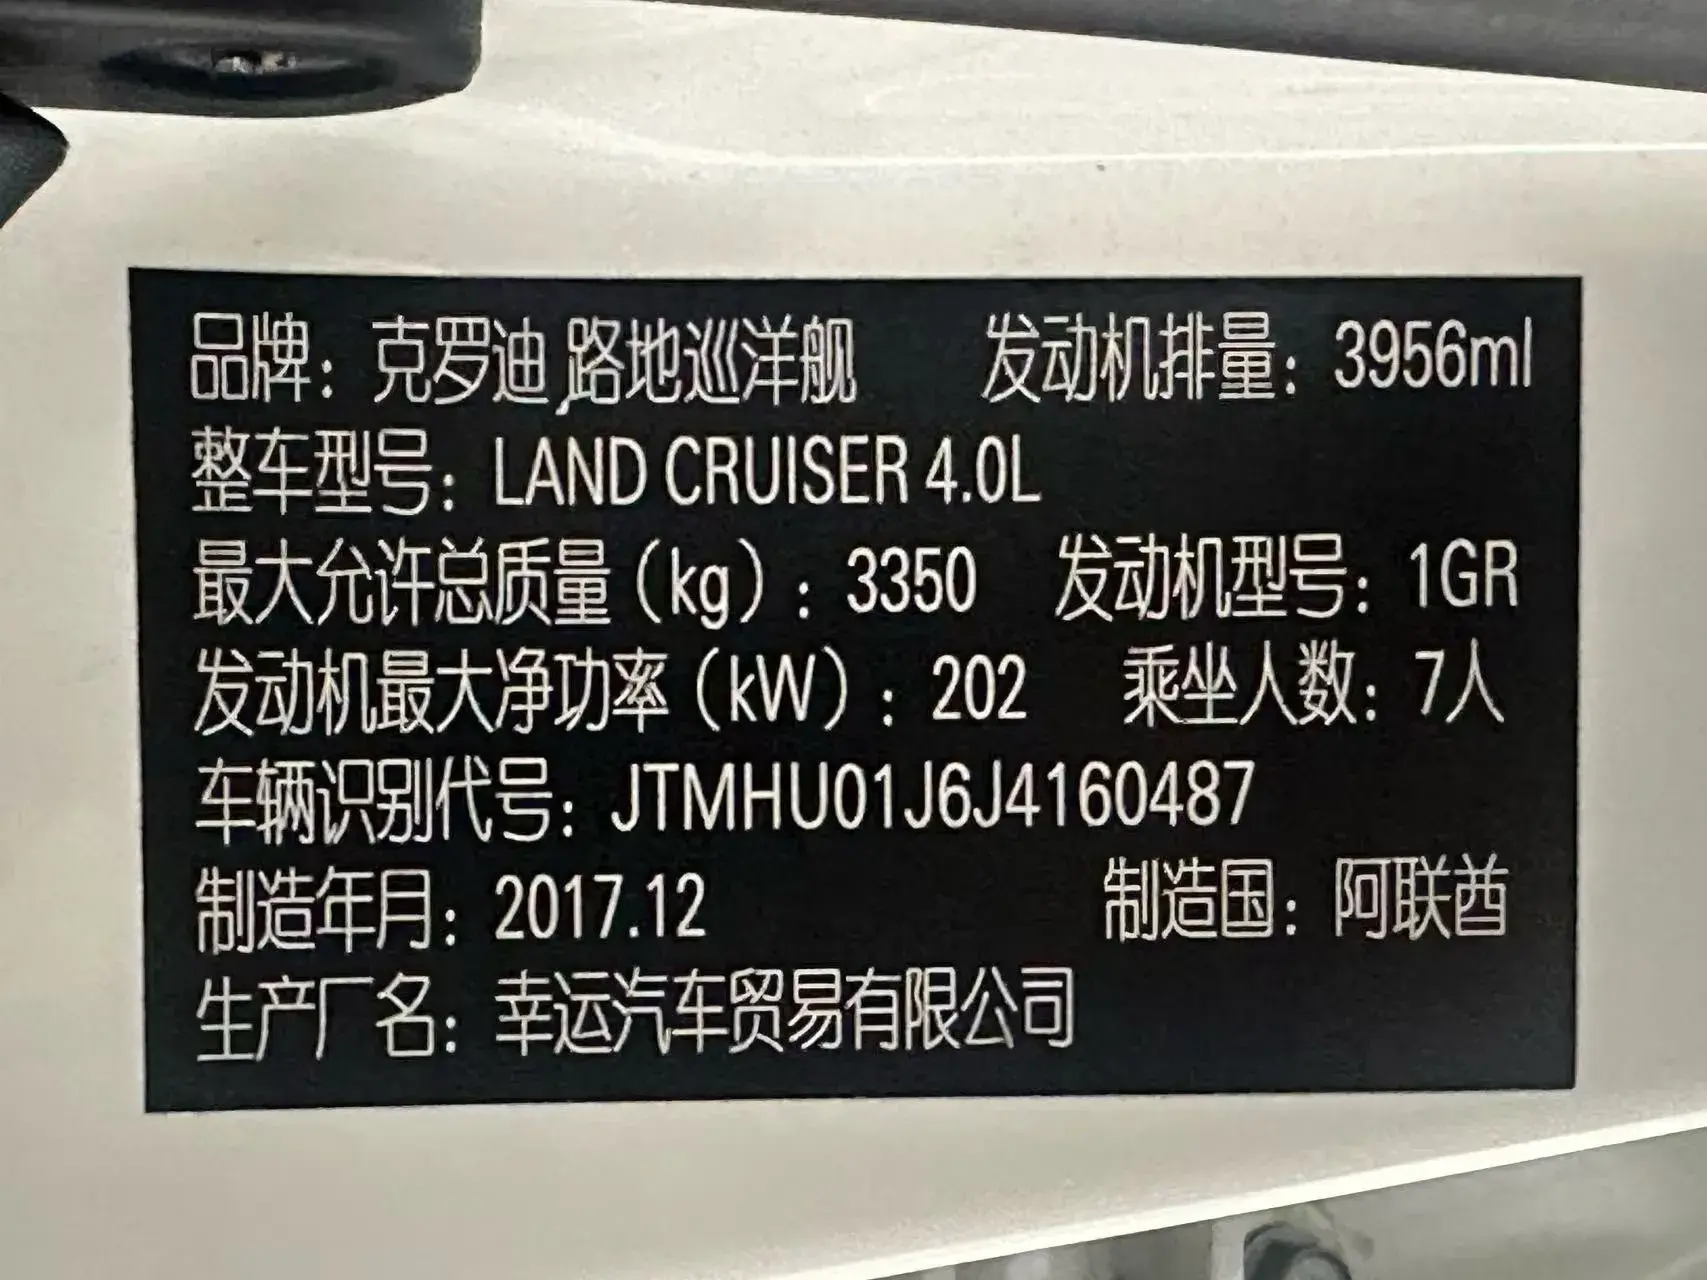 品牌：克罗迪,路地巡洋舰 发动机排量：3956ml
整车型号：LAND CRUISER 4.0L
最大允许总质量(kg)：3350 发动机型号：1GR
发动机最大净功率(kW)：202 乘坐人数：7人
车辆识别代号：JTMHU01J6J4160487
制造年月：2017.12 制造国：阿联酋
生产厂名：幸运汽车贸易有限公司